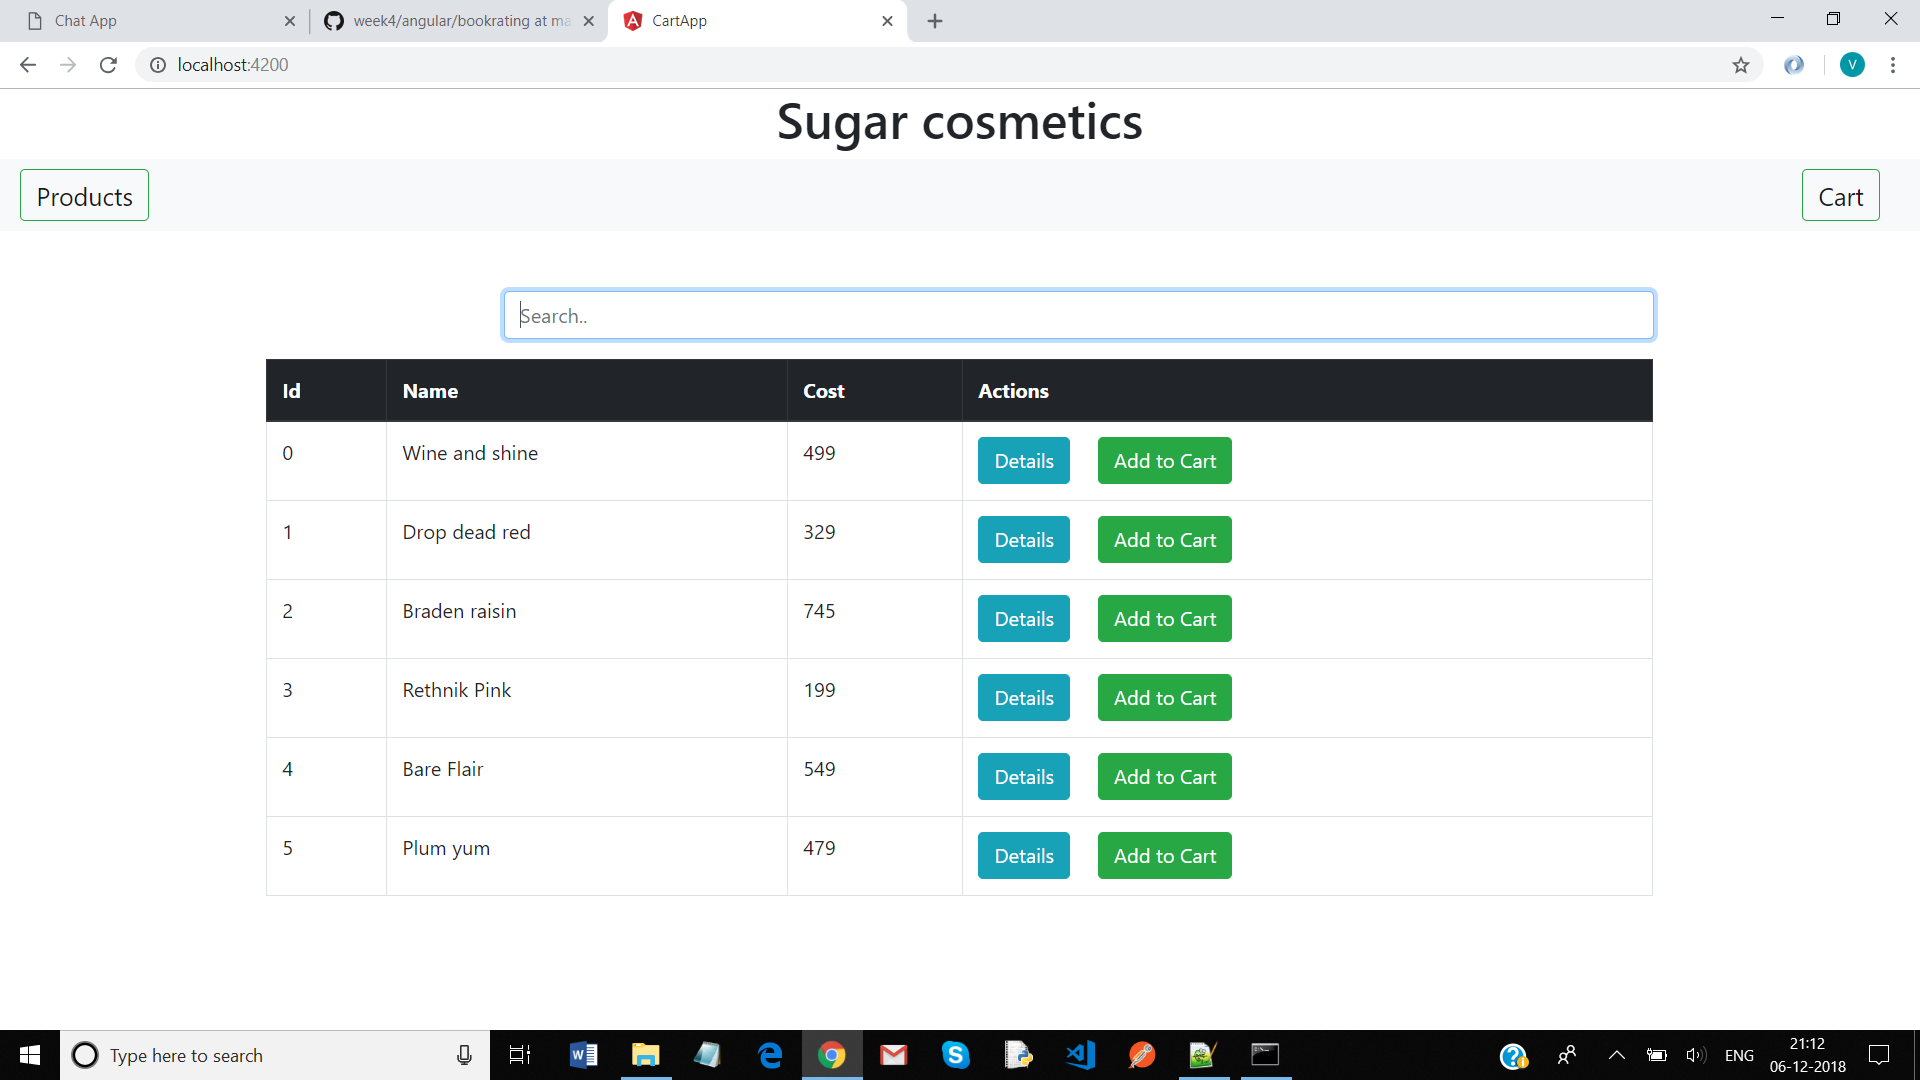 Chat App
week4/angular/bookrating at ma
CartApp
localhost:4200
V
Sugar cosmetics
Products
Cart
Search..
Id Name Cost Actions
0 Wine and shine 499 Details Add to Cart
1 Drop dead red 329 Details Add to Cart
2 Braden raisin 745 Details Add to Cart
3 Rethnik Pink 199 Details Add to Cart
4 Bare Flair 549 Details Add to Cart
5 Plum yum 479 Details Add to Cart
Type here to search
ENG
21:12
06-12-2018